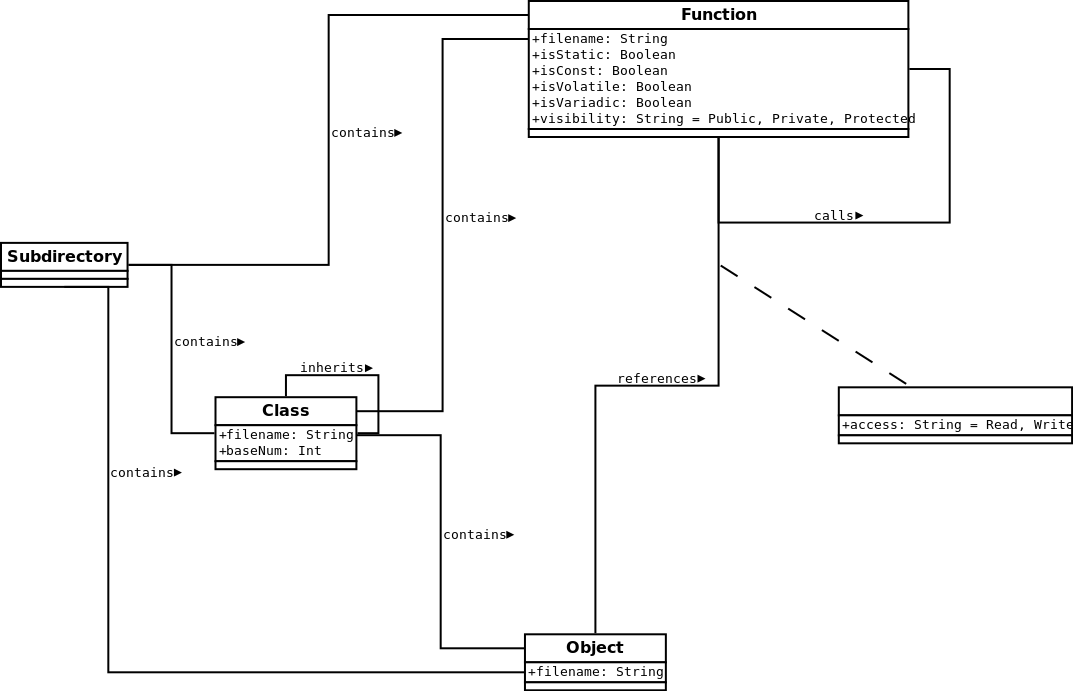 Function
+filename: String
+isStatic: Boolean
+isConst: Boolean
+isVolatile: Boolean
+isVariadic: Boolean
+visibility: String = Public, Private, Protected
contains►
contains►
calls►
Subdirectory
contains►
inherits►
references►
Class
+filename: String
+baseNum: Int
+access: String = Read, Write
contains►
contains►
Object
+filename: String